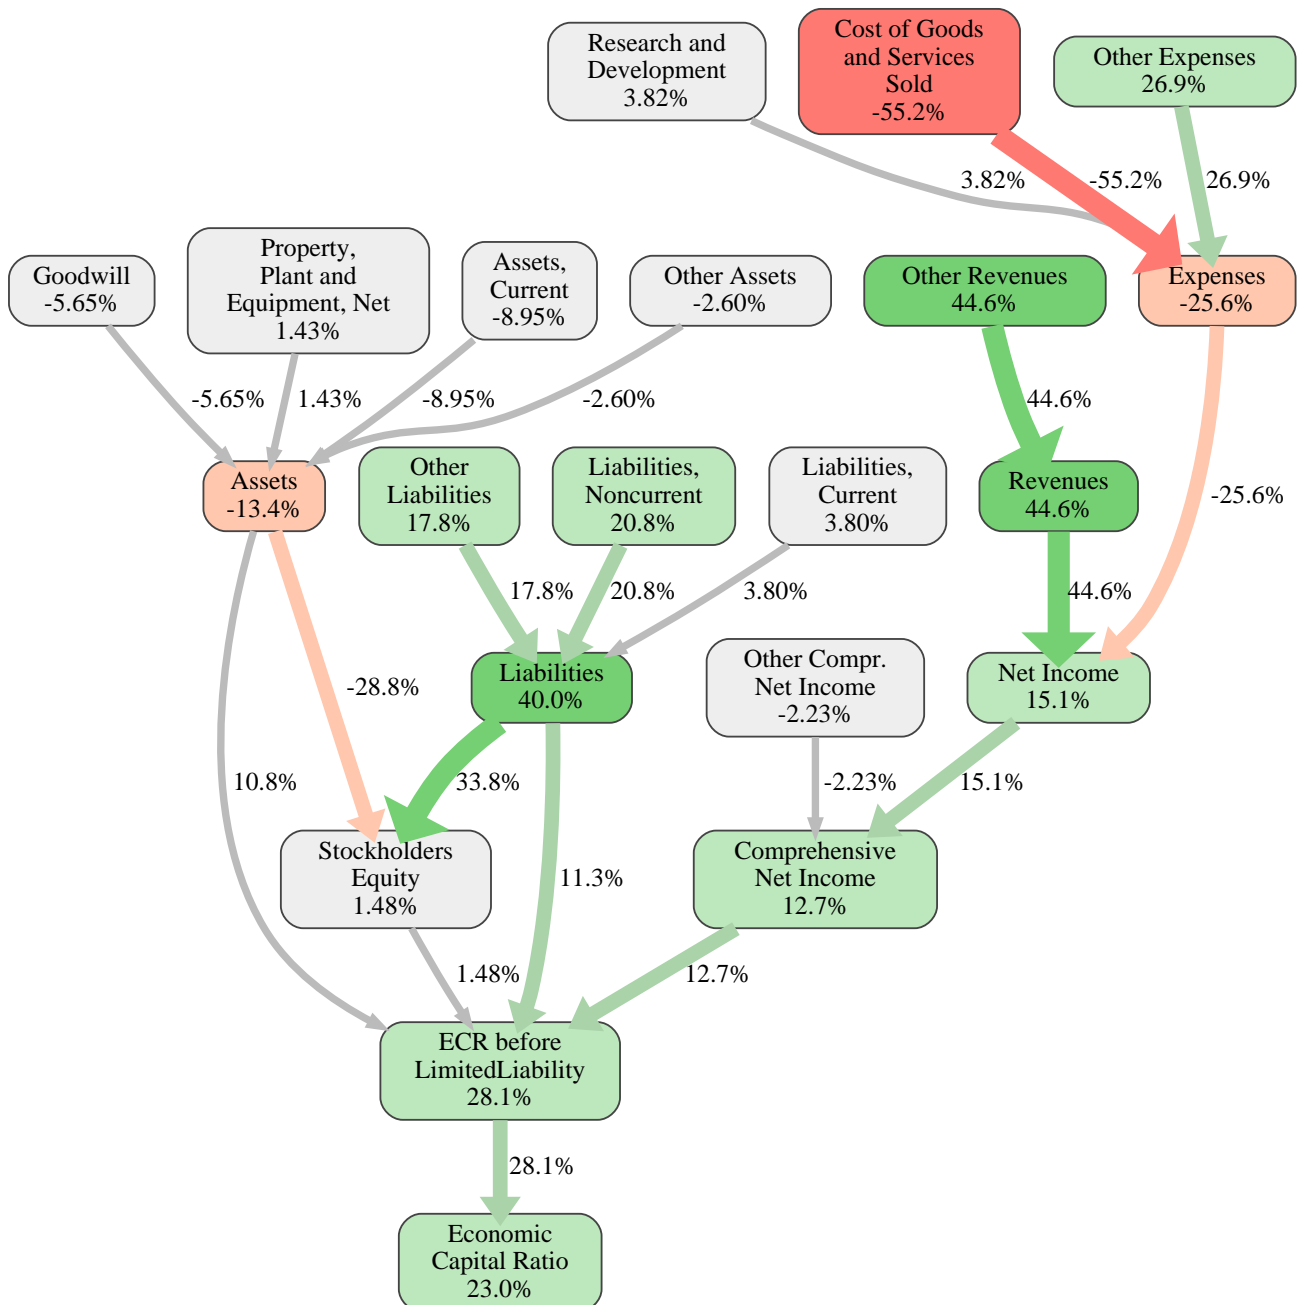 Research and
Development
3.82%
Cost of Goods
and Services
Sold
-55.2%
Other Expenses
26.9%
3.82%
-55.2%
26.9%
Goodwill
-5.65%
Property,
Plant and
Equipment, Net
1.43%
Assets,
Current
-8.95%
Other Assets
-2.60%
Other Revenues
44.6%
Expenses
-25.6%
-5.65%
1.43%
-8.95%
-2.60%
44.6%
-25.6%
Assets
-13.4%
Other
Liabilities
17.8%
Liabilities,
Noncurrent
20.8%
Liabilities,
Current
3.80%
Revenues
44.6%
17.8%
20.8%
3.80%
44.6%
-28.8%
Liabilities
40.0%
Other Compr.
Net Income
-2.23%
Net Income
15.1%
10.8%
33.8%
-2.23%
15.1%
Stockholders
Equity
1.48%
11.3%
Comprehensive
Net Income
12.7%
1.48%
12.7%
ECR before
LimitedLiability
28.1%
28.1%
Economic
Capital Ratio
23.0%